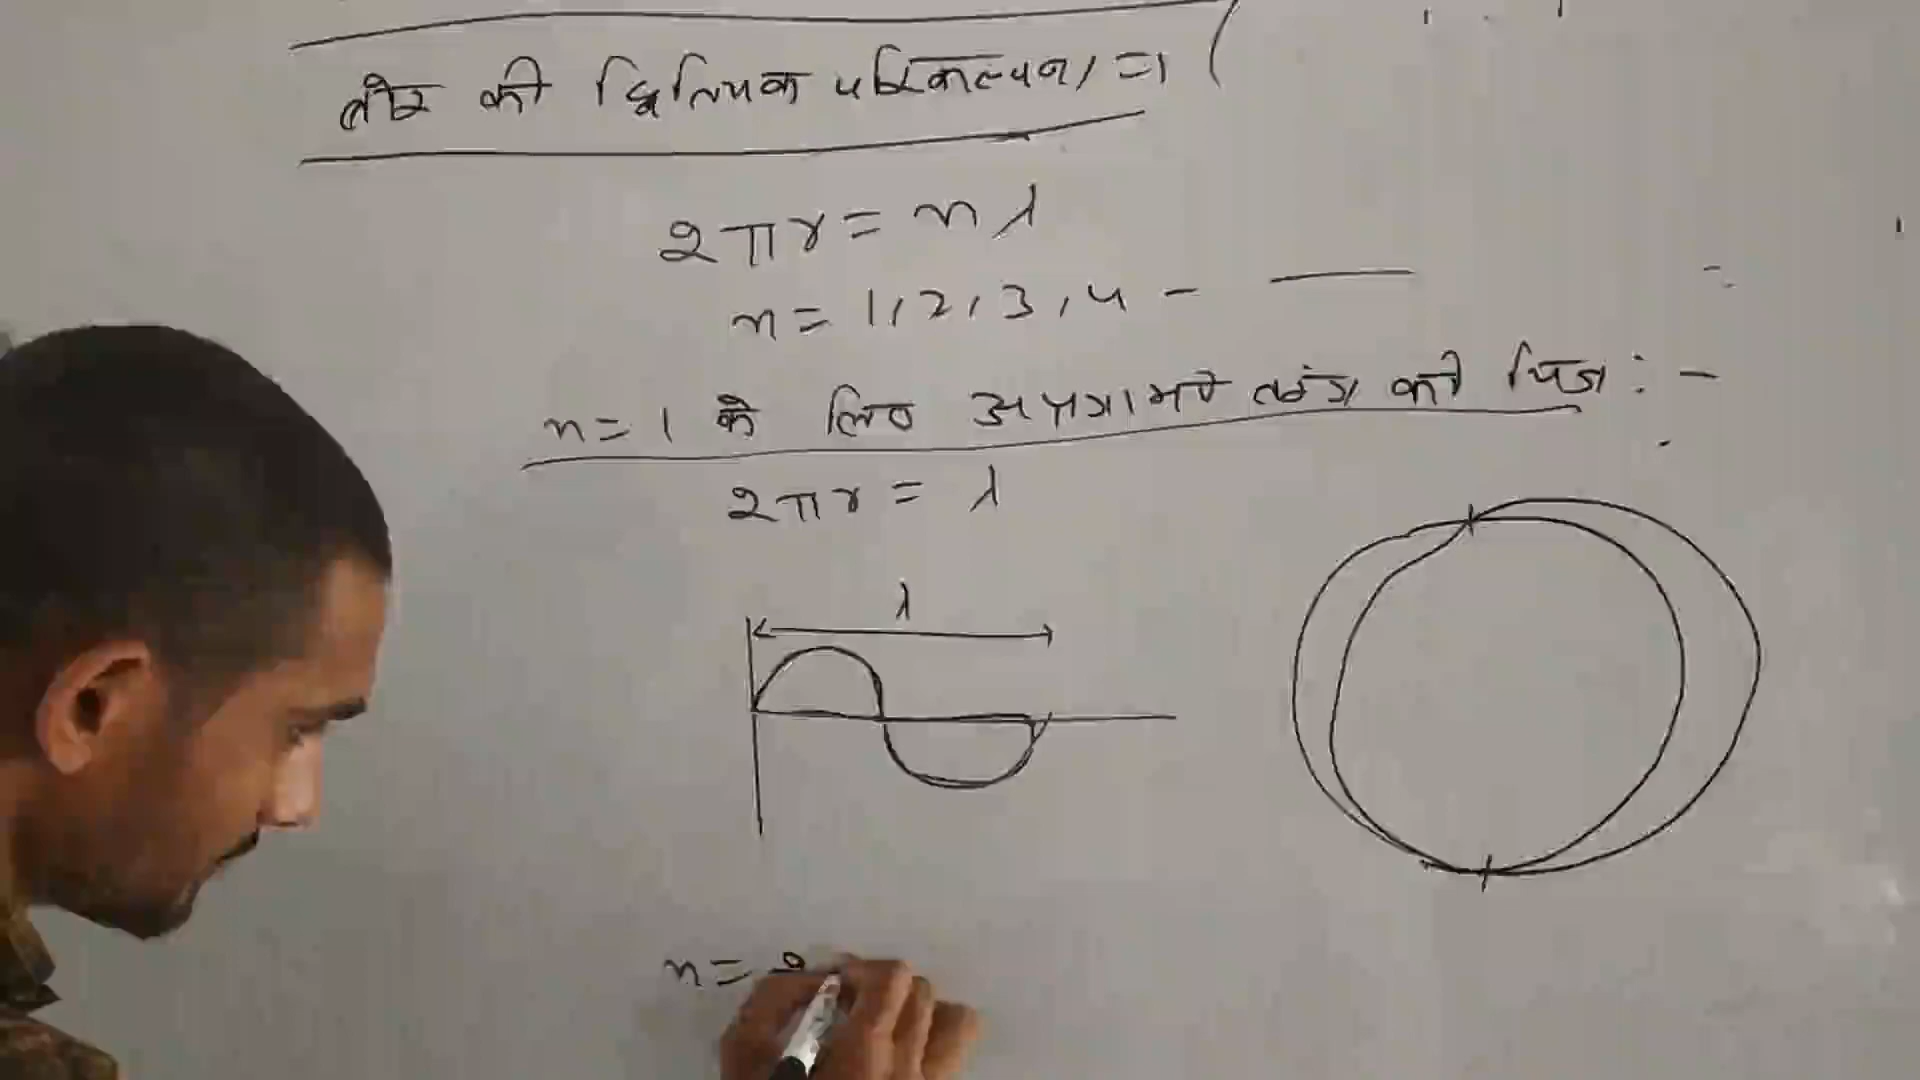 बोर की द्वितियक परिकल्पना =>
2πr = nλ
n = 1, 2, 3, 4 - —
n = 1 के लिए अप्रगामी तरंग की चित्र : -
2πr = λ
λ
n = 2